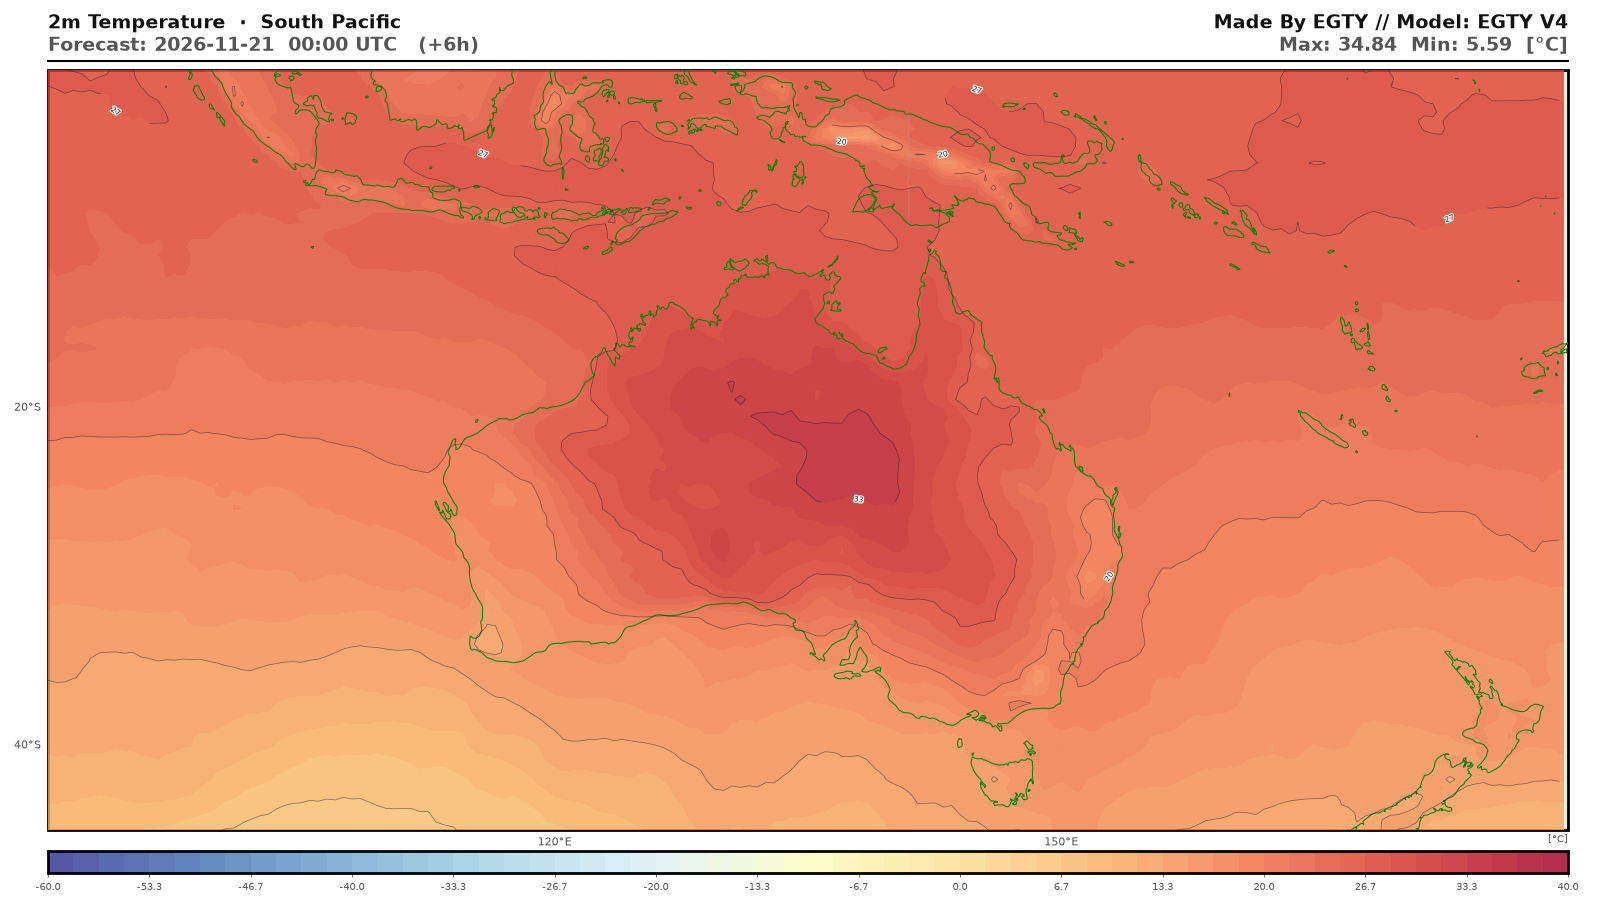 2m Temperature · South Pacific
Made By EGTY // Model: EGTY V4
Forecast: 2026-11-21 00:00 UTC (+6h)
Max: 34.84 Min: 5.59 [°C]
27
27
20
27
20
27
20°S
33
20
40°S
120°E
150°E
[°C]
-60.0
-53.3
-46.7
-40.0
-33.3
-26.7
-20.0
-13.3
-6.7
0.0
6.7
13.3
20.0
26.7
33.3
40.0